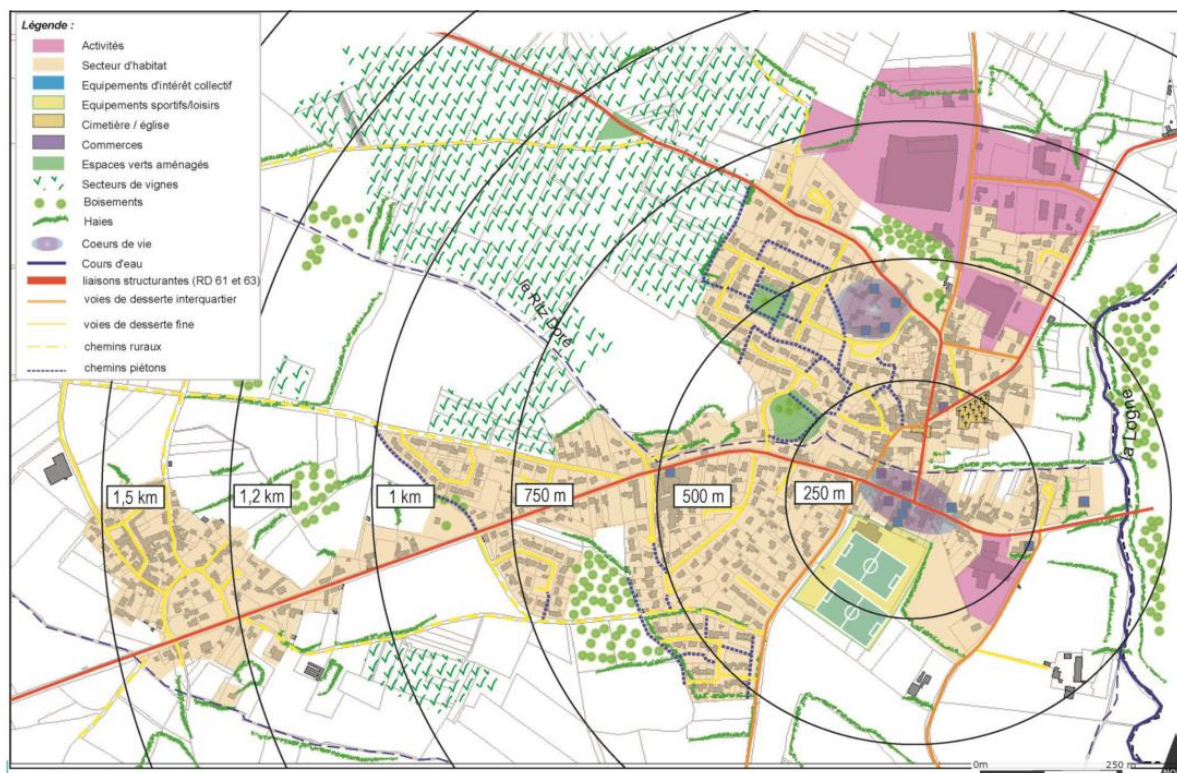 Légende :
Activités
Secteur d'habitat
Equipements d'intérêt collectif
Equipements sportifs/loisirs
Cimetière / église
Commerces
Espaces verts aménagés
Secteurs de vignes
Boisements
Haies
Coeurs de vie
Cours d'eau
liaisons structurantes (RD 61 et 63)
voies de desserte interquartier
voies de desserte fine
chemins ruraux
chemins piétons
le Ritz Doré
la Logne
1,5 km
1,2 km
1 km
750 m
500 m
250 m
0m
250 m